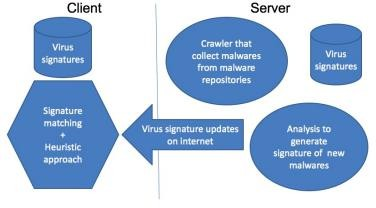 Client
Server
Virus
signatures
Signature
matching
+
Heuristic
approach
Virus signature updates
on internet
Crawler that
collect malwares
from malware
repositories
Virus
signatures
Analysis to
generate
signature of new
malwares